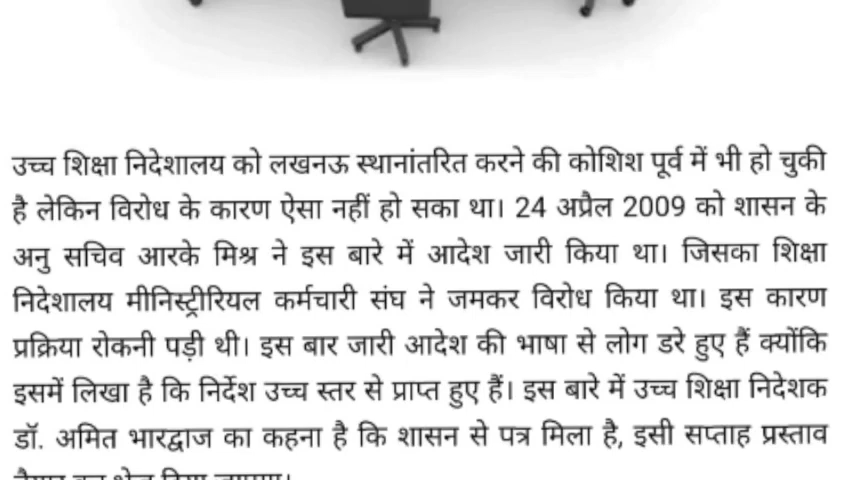 उच्च शिक्षा निदेशालय को लखनऊ स्थानांतरित करने की कोशिश पूर्व में भी हो चुकी
है लेकिन विरोध के कारण ऐसा नहीं हो सका था। 24 अप्रैल 2009 को शासन के
अनु सचिव आरके मिश्र ने इस बारे में आदेश जारी किया था। जिसका शिक्षा
निदेशालय मीनिस्ट्रीरियल कर्मचारी संघ ने जमकर विरोध किया था। इस कारण
प्रक्रिया रोकनी पड़ी थी। इस बार जारी आदेश की भाषा से लोग डरे हुए हैं क्योंकि
इसमें लिखा है कि निर्देश उच्च स्तर से प्राप्त हुए हैं। इस बारे में उच्च शिक्षा निदेशक
डॉ. अमित भारद्वाज का कहना है कि शासन से पत्र मिला है, इसी सप्ताह प्रस्ताव